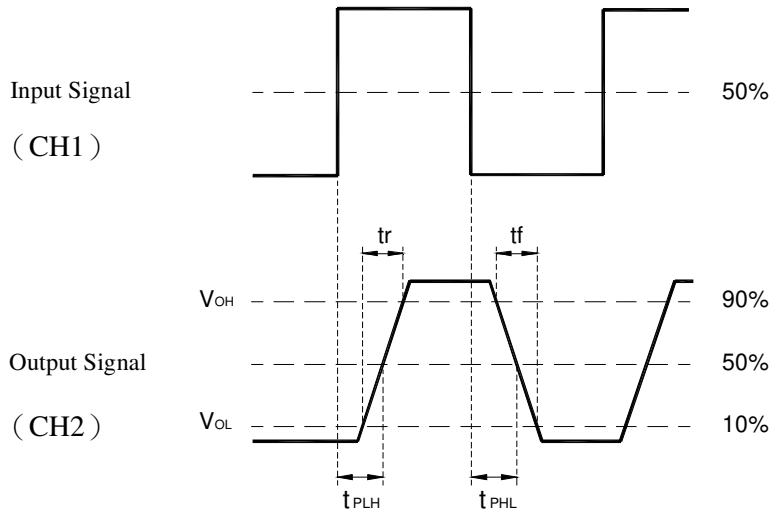 Input Signal
50%
（CH1）
tr
tf
VOH
90%
Output Signal
50%
（CH2）
VOL
10%
tPLH
tPHL